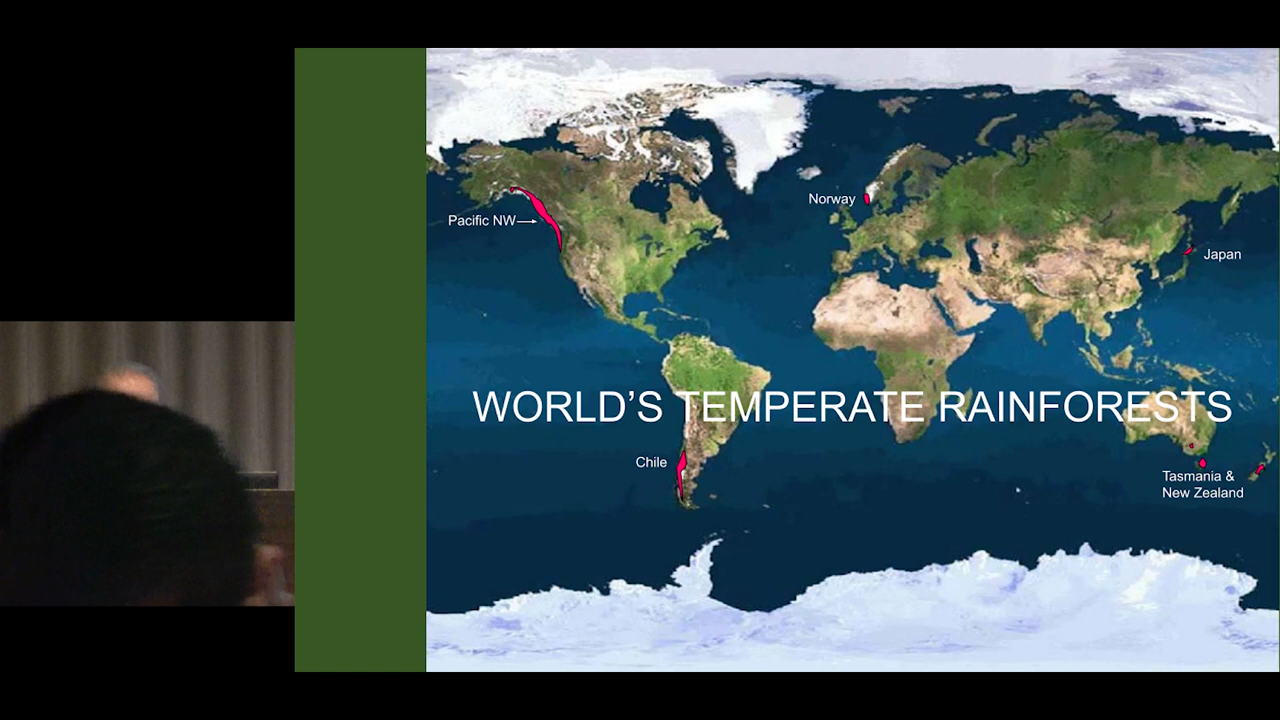 Norway
Pacific NW
Japan
WORLD'S TEMPERATE RAINFORESTS
Chile
Tasmania &
New Zealand